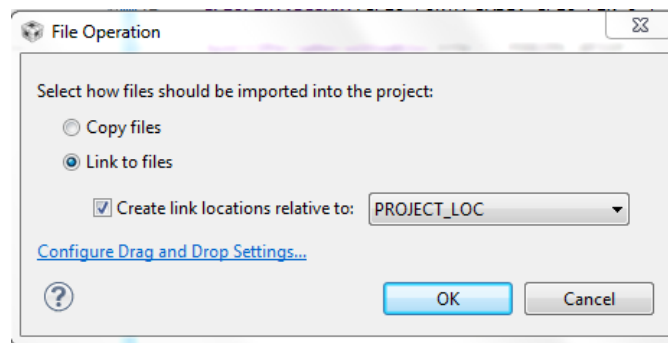 File Operation
Select how files should be imported into the project:
Copy files
Link to files
Create link locations relative to: PROJECT_LOC
Configure Drag and Drop Settings...
?
OK Cancel